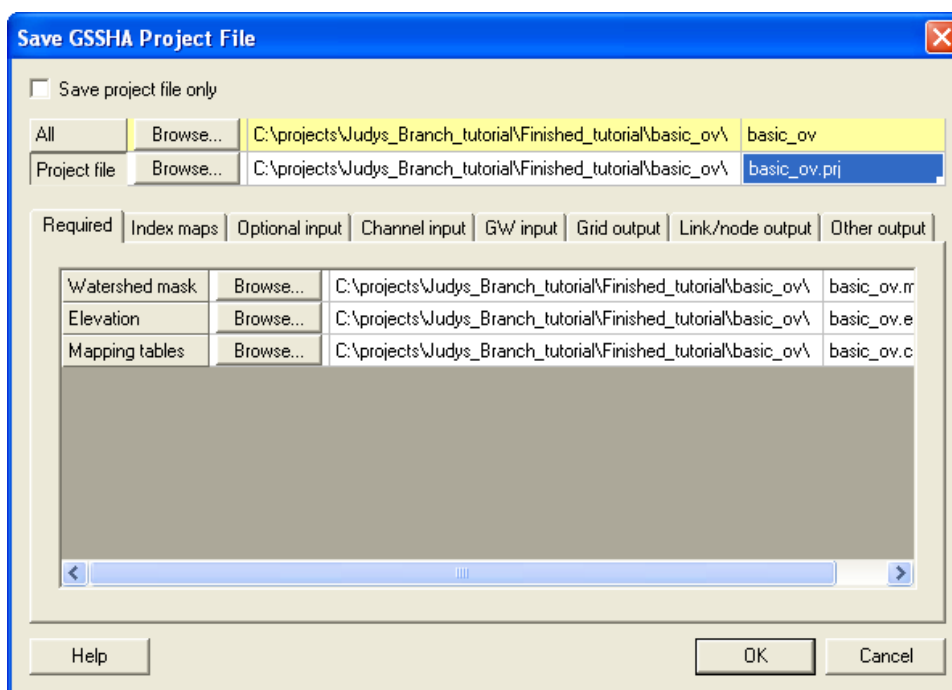 Save GSSHA Project File
Save project file only
All Browse... C:\projects\Judys_Branch_tutorial\Finished_tutorial\basic_ov\ basic_ov
Project file Browse... C:\projects\Judys_Branch_tutorial\Finished_tutorial\basic_ov\ basic_ov.prj
Required Index maps Optional input Channel input GW input Grid output Link/node output Other output
Watershed mask Browse... C:\projects\Judys_Branch_tutorial\Finished_tutorial\basic_ov\ basic_ov.m
Elevation Browse... C:\projects\Judys_Branch_tutorial\Finished_tutorial\basic_ov\ basic_ov.e
Mapping tables Browse... C:\projects\Judys_Branch_tutorial\Finished_tutorial\basic_ov\ basic_ov.c
Help OK Cancel